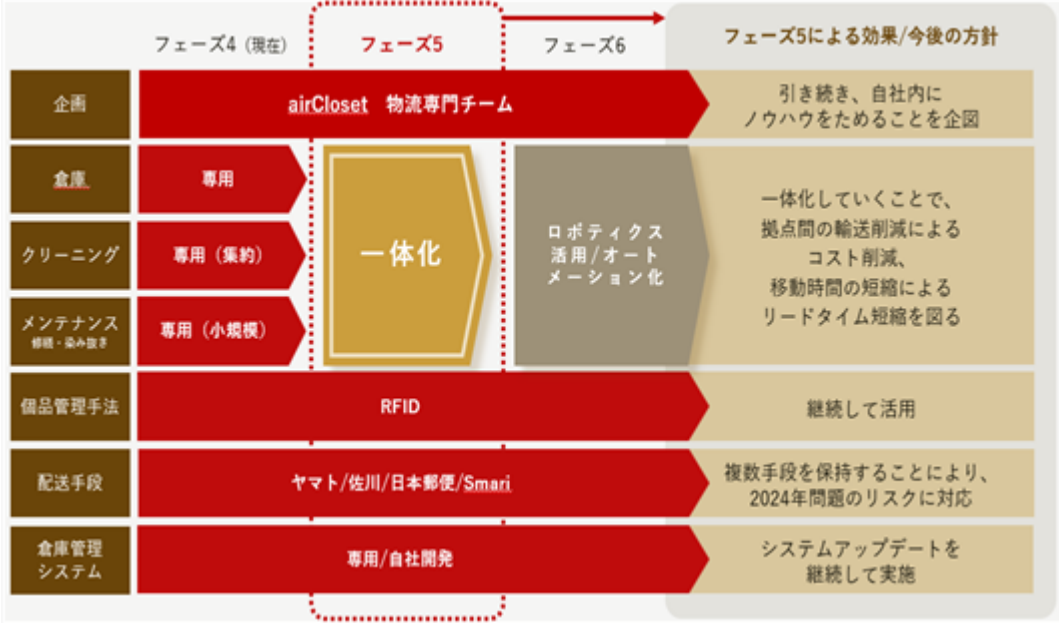 フェーズ4（現在）
フェーズ5
フェーズ6
フェーズ5による効果/今後の方針
企画
airCloset　物流専門チーム
引き続き、自社内に
ノウハウをためることを企図
倉庫
専用
クリーニング
専用（集約）
メンテナンス
修繕・染み抜き
専用（小規模）
一体化
ロボティクス
活用/オート
メーション化
一体化していくことで、
拠点間の輸送削減による
コスト削減、
移動時間の短縮による
リードタイム短縮を図る
個品管理手法
RFID
継続して活用
配送手段
ヤマト/佐川/日本郵便/Smari
複数手段を保持することにより、
2024年問題のリスクに対応
倉庫管理
システム
専用/自社開発
システムアップデートを
継続して実施